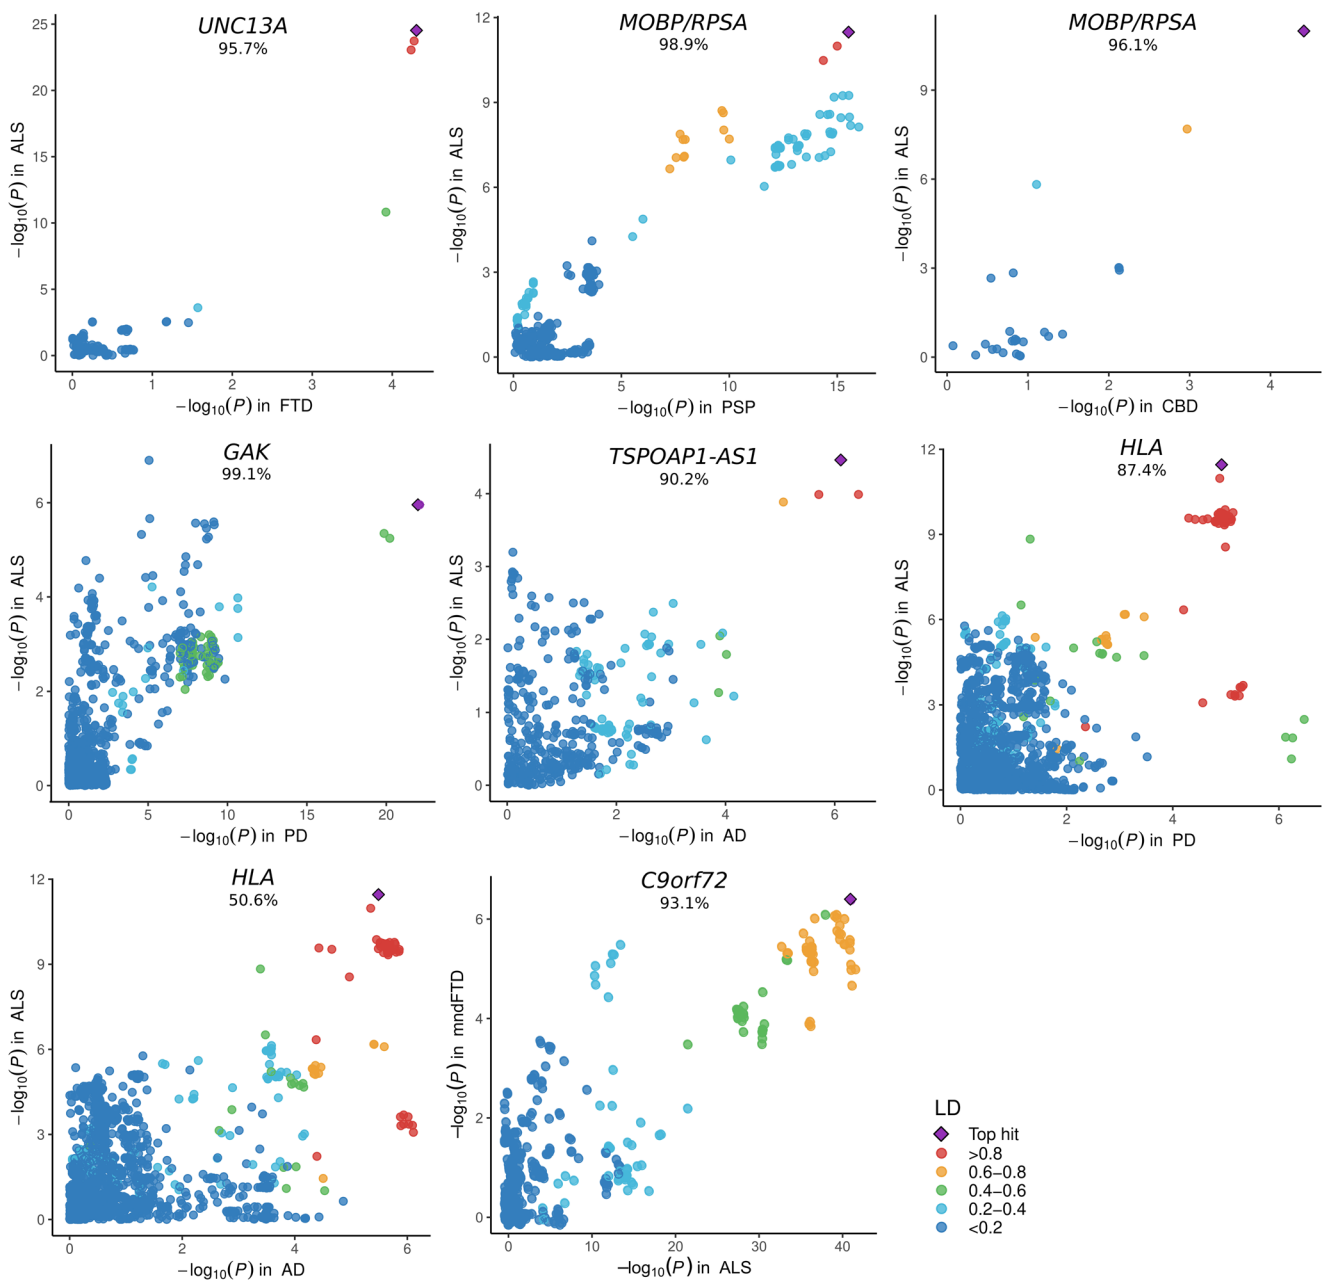 UNC13A
95.7%
25
20
15
10
5
0
−log10(P) in ALS
0 1 2 3 4
−log10(P) in FTD
MOBP/RPSA
98.9%
12
9
6
3
0
−log10(P) in ALS
0 5 10 15
−log10(P) in PSP
MOBP/RPSA
96.1%
9
6
3
0
−log10(P) in ALS
0 1 2 3 4
−log10(P) in CBD
GAK
99.1%
6
4
2
0
−log10(P) in ALS
0 5 10 15 20
−log10(P) in PD
TSPOAP1-AS1
90.2%
4
3
2
1
0
−log10(P) in ALS
0 2 4 6
−log10(P) in AD
HLA
87.4%
12
9
6
3
0
−log10(P) in ALS
0 2 4 6
−log10(P) in PD
HLA
50.6%
12
9
6
3
0
−log10(P) in ALS
0 2 4 6
−log10(P) in AD
C9orf72
93.1%
6
4
2
0
−log10(P) in mndFTD
0 10 20 30 40
−log10(P) in ALS
LD
Top hit
>0.8
0.6−0.8
0.4−0.6
0.2−0.4
<0.2